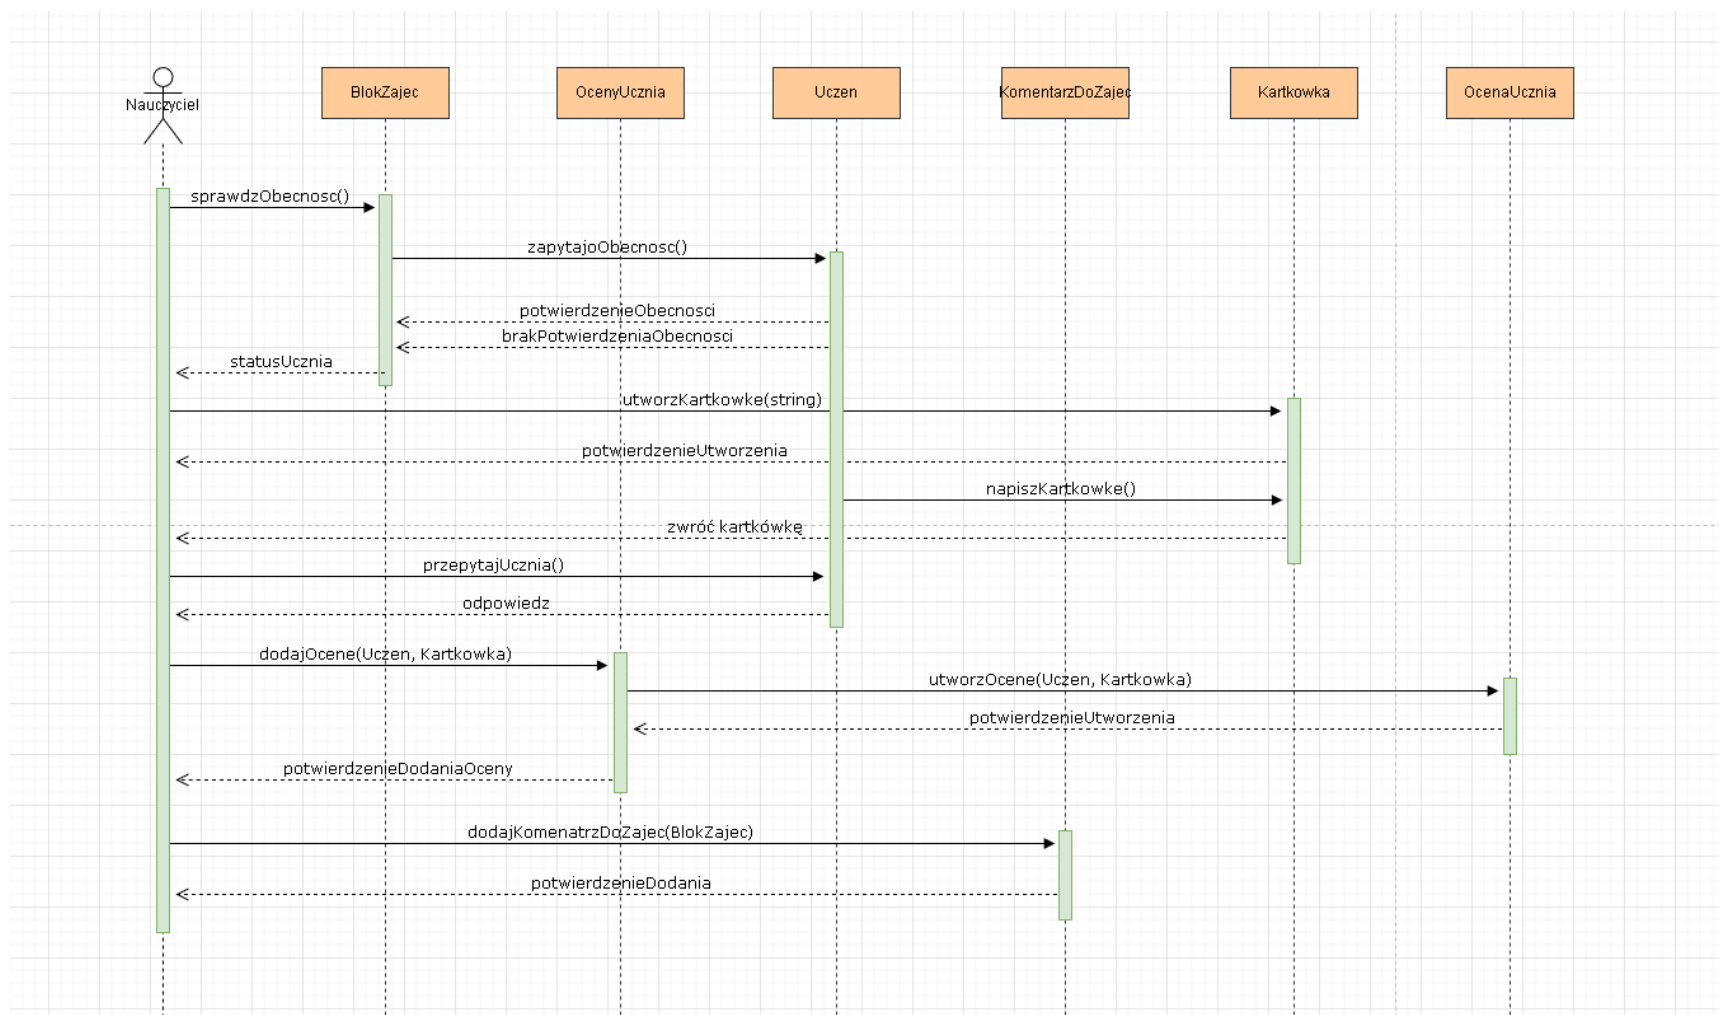 Nauczyciel
BlokZajec
OcenyUcznia
Uczen
KomentarzDoZajec
Kartkowka
OcenaUcznia
sprawdzObecnosc()
zapytajoObecnosc()
potwierdzenieObecnosci
brakPotwierdzeniaObecnosci
statusUcznia
utworzKartkowke(string)
potwierdzenieUtworzenia
napiszKartkowke()
zwróć kartkówkę
przepytajUcznia()
odpowiedz
dodajOcene(Uczen, Kartkowka)
utworzOcene(Uczen, Kartkowka)
potwierdzenieUtworzenia
potwierdzenieDodaniaOceny
dodajKomenatrzDoZajec(BlokZajec)
potwierdzenieDodania